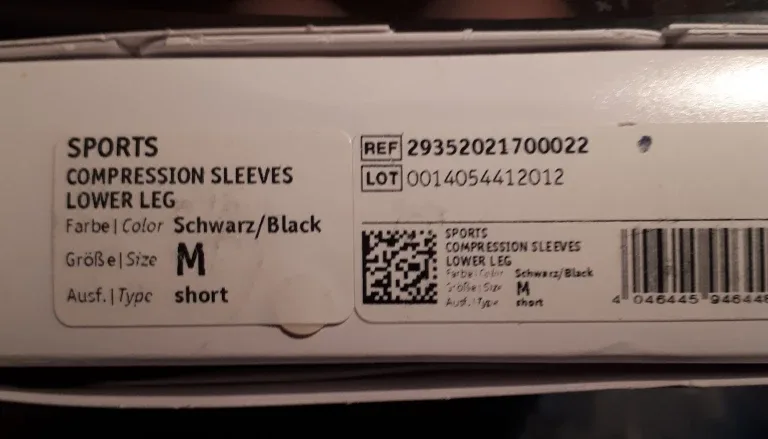 SPORTS
COMPRESSION SLEEVES
LOWER LEG
Farbe|Color Schwarz/Black
Größe|Size M
Ausf.|Type short
REF 29352021700022
LOT 0014054412012
SPORTS
COMPRESSION SLEEVES
LOWER LEG
Farbe|Color Schwarz/Black
Größe|Size M
Ausf.|Type short
4 046445 946448